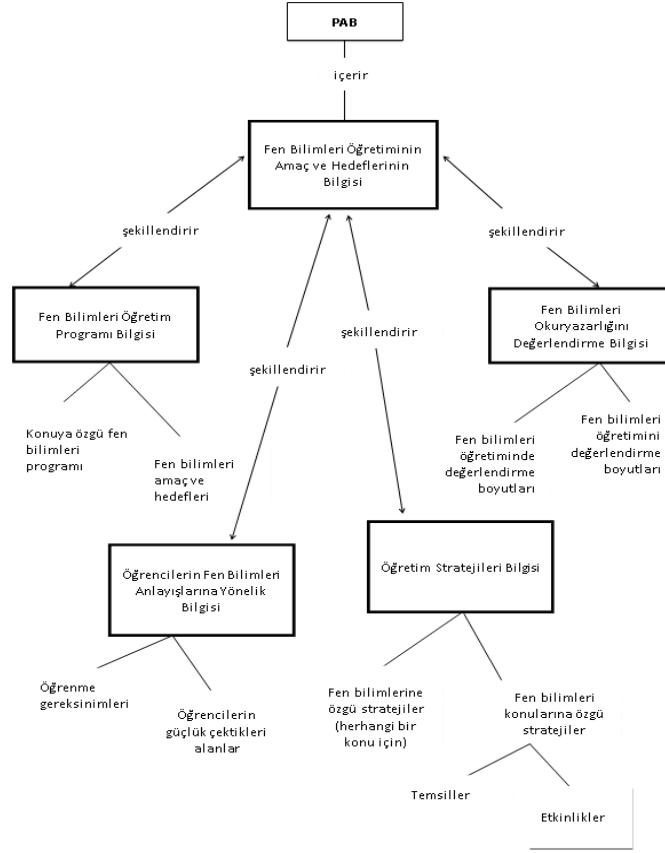 PAB
içerir
Fen Bilimleri Öğretiminin
Amaç ve Hedeflerinin
Bilgisi
şekillendirir
şekillendirir
Fen Bilimleri Öğretim
Programı Bilgisi
Fen Bilimleri
Okuryazarlığını
Değerlendirme Bilgisi
şekillendirir
şekillendirir
Konuya özgü fen
bilimleri
programı
Fen bilimleri
amaç ve
hedefleri
Fen bilimleri
öğretiminde
değerlendirme
boyutları
Fen bilimleri
öğretimini
değerlendirme
boyutları
Öğrencilerin Fen Bilimleri
Anlayışlarına Yönelik
Bilgisi
Öğretim Stratejileri Bilgisi
Öğrenme
gereksinimleri
Öğrencilerin
güçlük çektikleri
alanlar
Fen bilimlerine
özgü stratejiler
(herhangi bir
konu için)
Fen bilimleri
konularına özgü
stratejiler
Temsiller
Etkinlikler